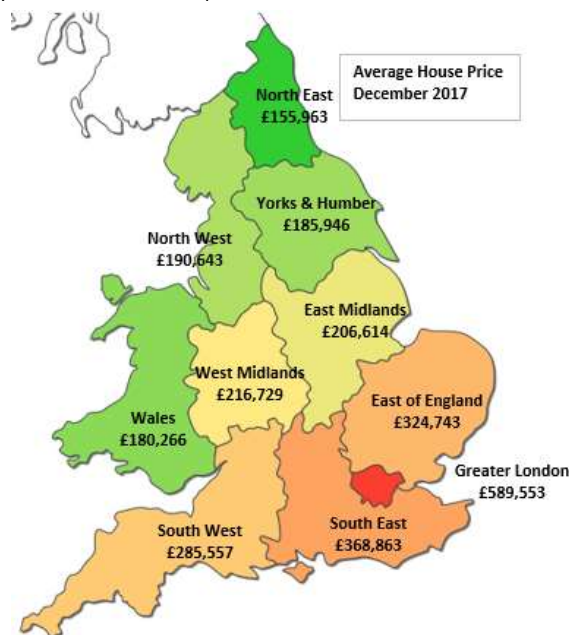 Average House Price
December 2017
North East
£155,963
Yorks & Humber
£185,946
North West
£190,643
East Midlands
£206,614
West Midlands
£216,729
East of England
£324,743
Wales
£180,266
Greater London
£589,553
South East
£368,863
South West
£285,557